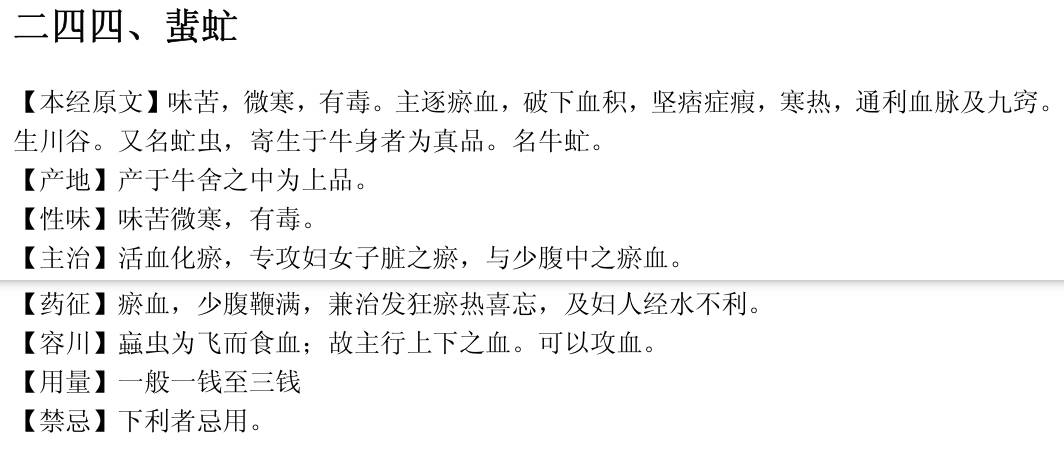 二四四、蜚虻
【本经原文】味苦，微寒，有毒。主逐瘀血，破下血积，坚痞症瘕，寒热，通利血脉及九窍。
生川谷。又名虻虫，寄生于牛身者为真品。名牛虻。
【产地】产于牛舍之中为上品。
【性味】味苦微寒，有毒。
【主治】活血化瘀，专攻妇女子脏之瘀，与少腹中之瘀血。
【药征】瘀血，少腹鞭满，兼治发狂瘀热喜忘，及妇人经水不利。
【容川】蝱虫为飞而食血；故主行上下之血。可以攻血。
【用量】一般一钱至三钱
【禁忌】下利者忌用。